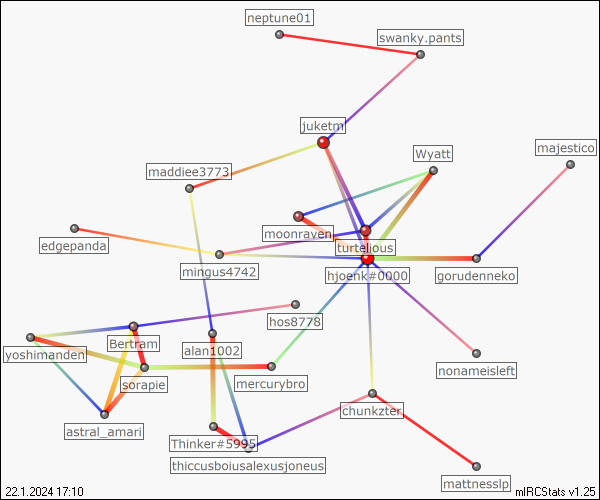 neptune01
swanky.pants
juketm
majestico
Wyatt
maddiee3773
moonraven
edgepanda
turtelious
mingus4742
hjoenk#0000
gorudenneko
hos8778
Bertram
alan1002
yoshimanden
nonameisleft
sorapie
mercurybro
chunkzter
astral_amari
Thinker#5995
thiccusboiusalexusjoneus
mattnesslp
22.1.2024 17:10
mIRCStats v1.25